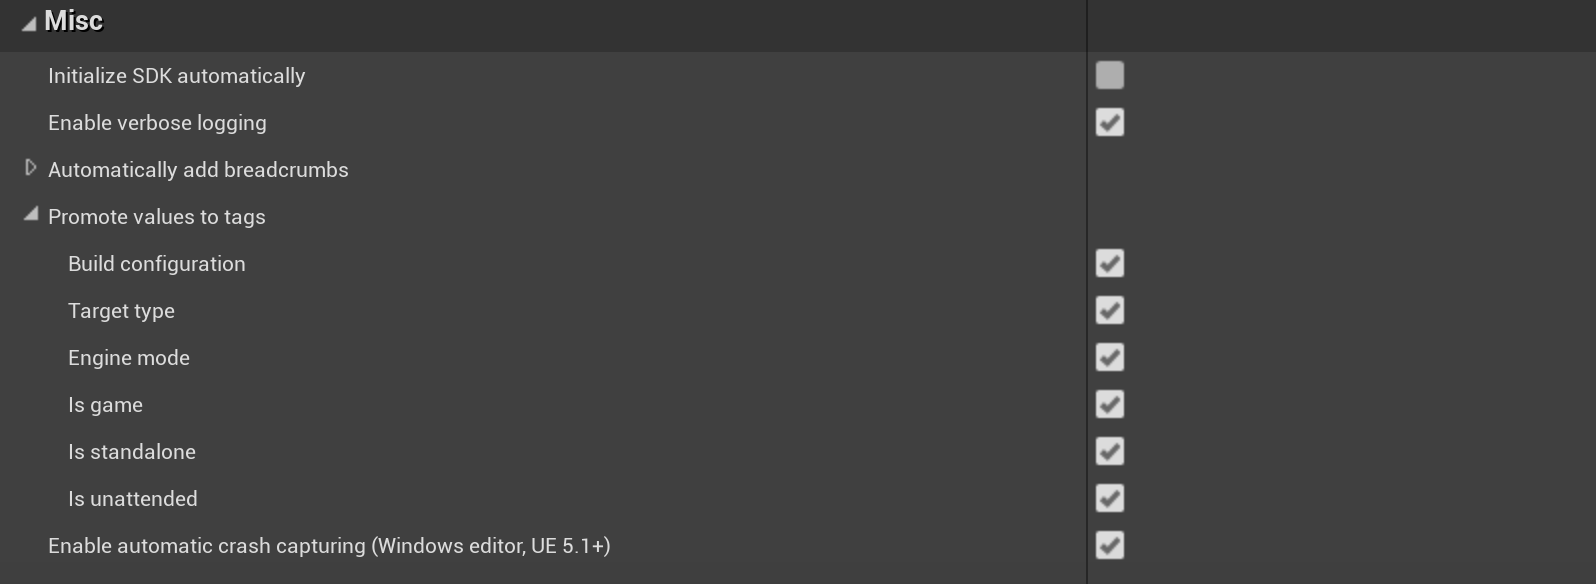 Misc
Initialize SDK automatically
Enable verbose logging
Automatically add breadcrumbs
Promote values to tags
Build configuration
Target type
Engine mode
Is game
Is standalone
Is unattended
Enable automatic crash capturing (Windows editor, UE 5.1+)